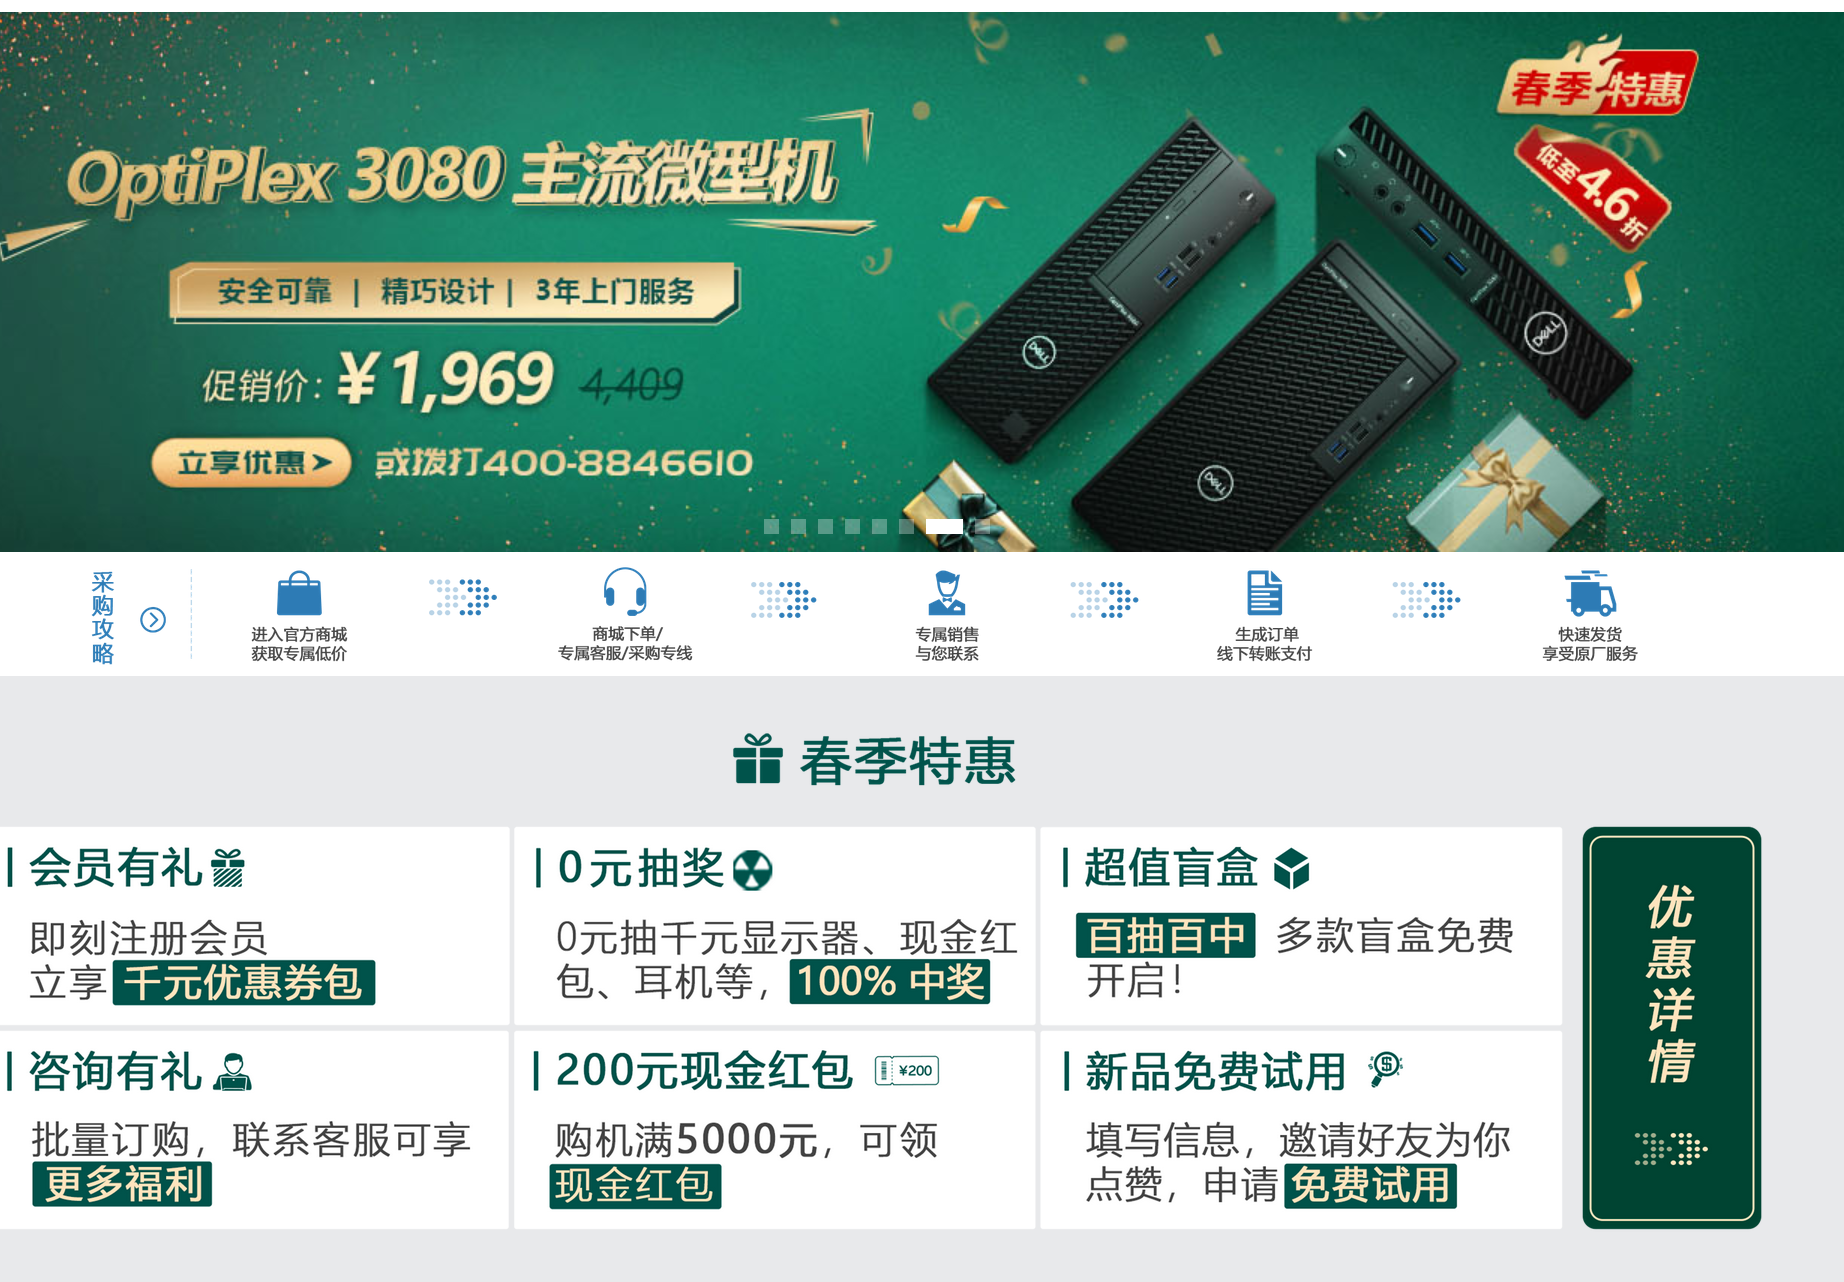 春季特惠
低至4.6折
OptiPlex 3080 主流微型机
安全可靠 | 精巧设计 | 3年上门服务
促销价：¥1,969 4,409
立享优惠 > 或拨打400-8846610
DELL
DELL
DELL
采购攻略
进入官方商城
获取专属低价
商城下单/
专属客服/采购专线
专属销售
与您联系
生成订单
线下转账支付
快速发货
享受原厂服务
春季特惠
会员有礼
即刻注册会员
立享 千元优惠券包
0元抽奖
0元抽千元显示器、现金红
包、耳机等，100% 中奖
超值盲盒
百抽百中 多款盲盒免费
开启！
咨询有礼
批量订购，联系客服可享
更多福利
200元现金红包 ¥200
购机满5000元，可领
现金红包
新品免费试用
填写信息，邀请好友为你
点赞，申请 免费试用
优惠详情